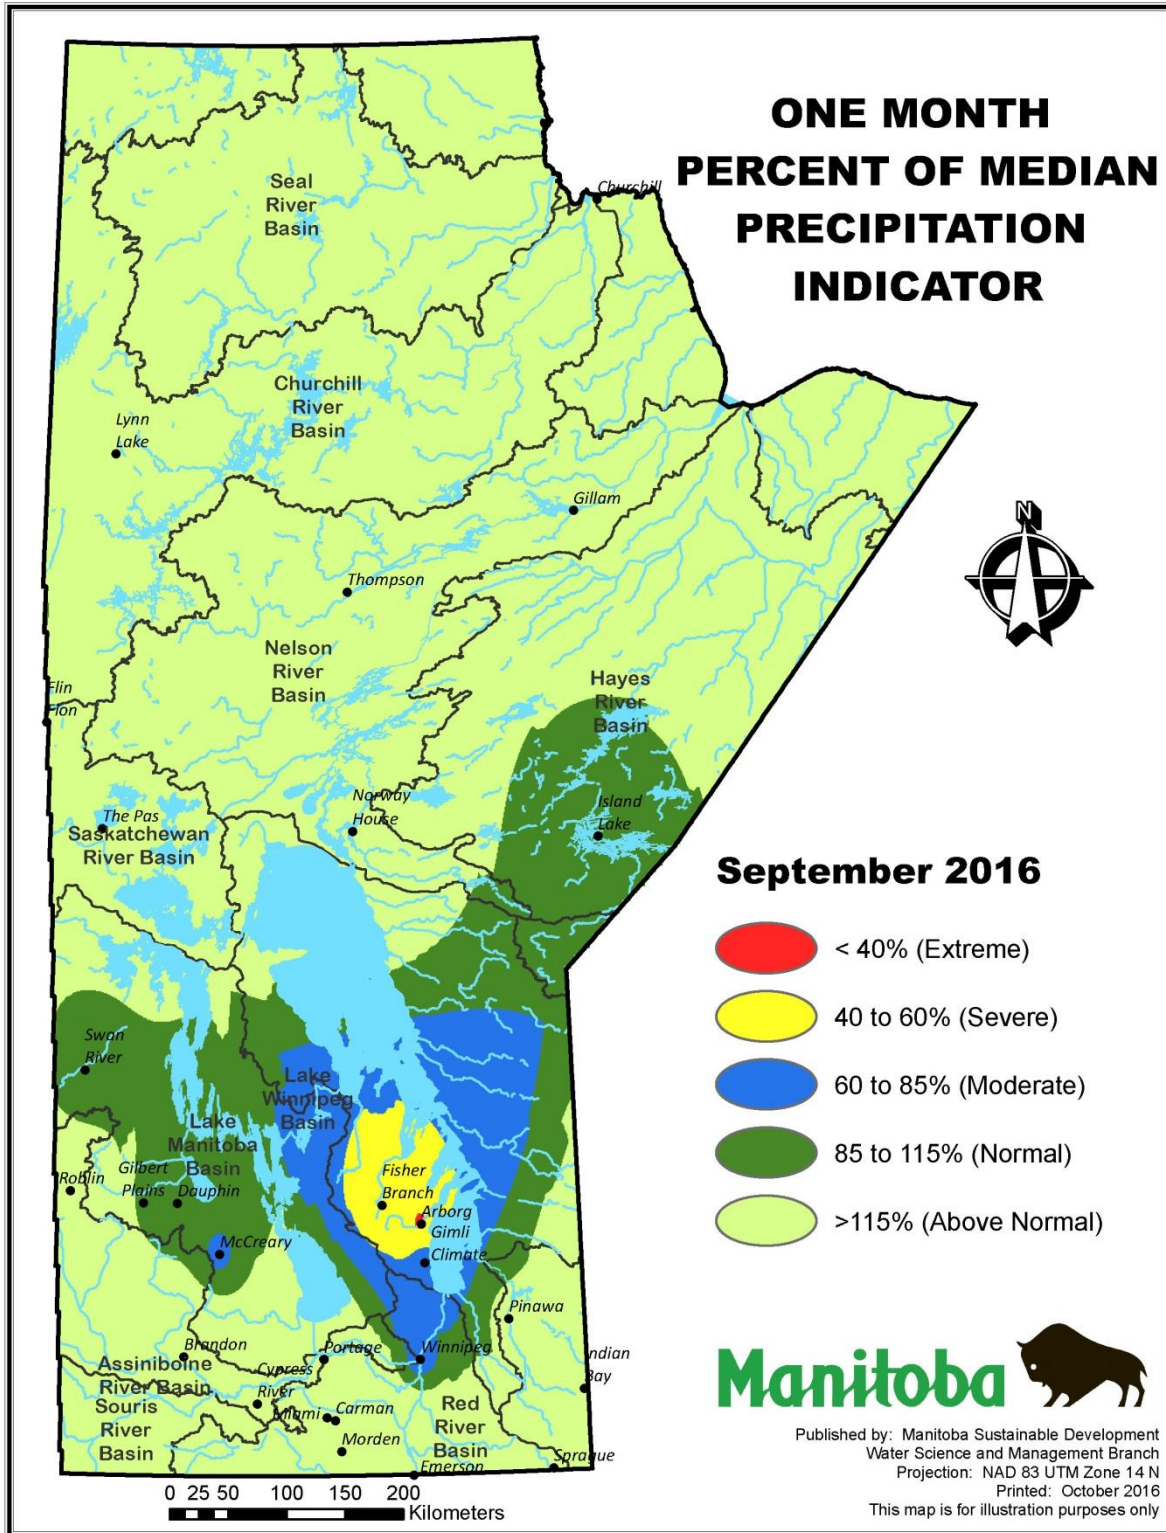 ONE MONTH
PERCENT OF MEDIAN
PRECIPITATION
INDICATOR
Churchill
Seal
River
Basin
Churchill
River
Basin
Lynn
Lake
Gillam
N
Thompson
Nelson
River
Basin
Hayes
River
Basin
Flin
Flon
Norway
House
Island
Lake
The Pas
Saskatchewan
River Basin
September 2016
< 40% (Extreme)
40 to 60% (Severe)
60 to 85% (Moderate)
85 to 115% (Normal)
>115% (Above Normal)
Swan
River
Lake
Winnipeg
Basin
Lake
Manitoba
Basin
Gilbert
Plains
Dauphin
Roblin
Fisher
Branch
Arborg
Gimli
Climate
McCreary
Pinawa
Brandon
Portage
Winnipeg
Indian
Bay
Assiniboine
River Basin
Cypress
River
Souris
River
Basin
Miami
Carman
Morden
Red
River
Basin
Emerson
Sprague
0 25 50 100 150 200
Kilometers
Manitoba
Published by: Manitoba Sustainable Development
Water Science and Management Branch
Projection: NAD 83 UTM Zone 14 N
Printed: October 2016
This map is for illustration purposes only